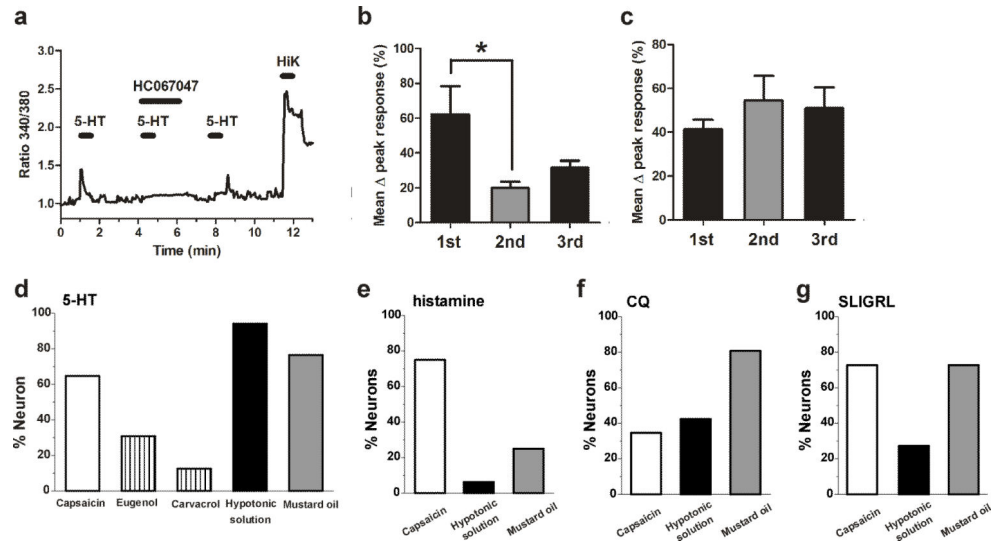 a
Ratio 340/380
3.0
2.5
2.0
1.5
1.0
HC067047
5-HT
5-HT
5-HT
HiK
0 2 4 6 8 10 12
Time (min)
b
Mean Δ peak response (%)
100
80
60
40
20
0
*
1st 2nd 3rd
c
Mean Δ peak response (%)
80
60
40
20
0
1st 2nd 3rd
d
5-HT
% Neuron
100
80
60
40
20
0
Capsaicin Eugenol Carvacrol Hypotonic Mustard oil
solution
e
histamine
% Neurons
100
80
60
40
20
0
Capsaicin
Hypotonic
solution
Mustard oil
f
CQ
% Neurons
100
80
60
40
20
0
Capsaicin
Hypotonic
solution
Mustard oil
g
SLIGRL
% Neurons
100
80
60
40
20
0
Capsaicin
Hypotonic
solution
Mustard oil